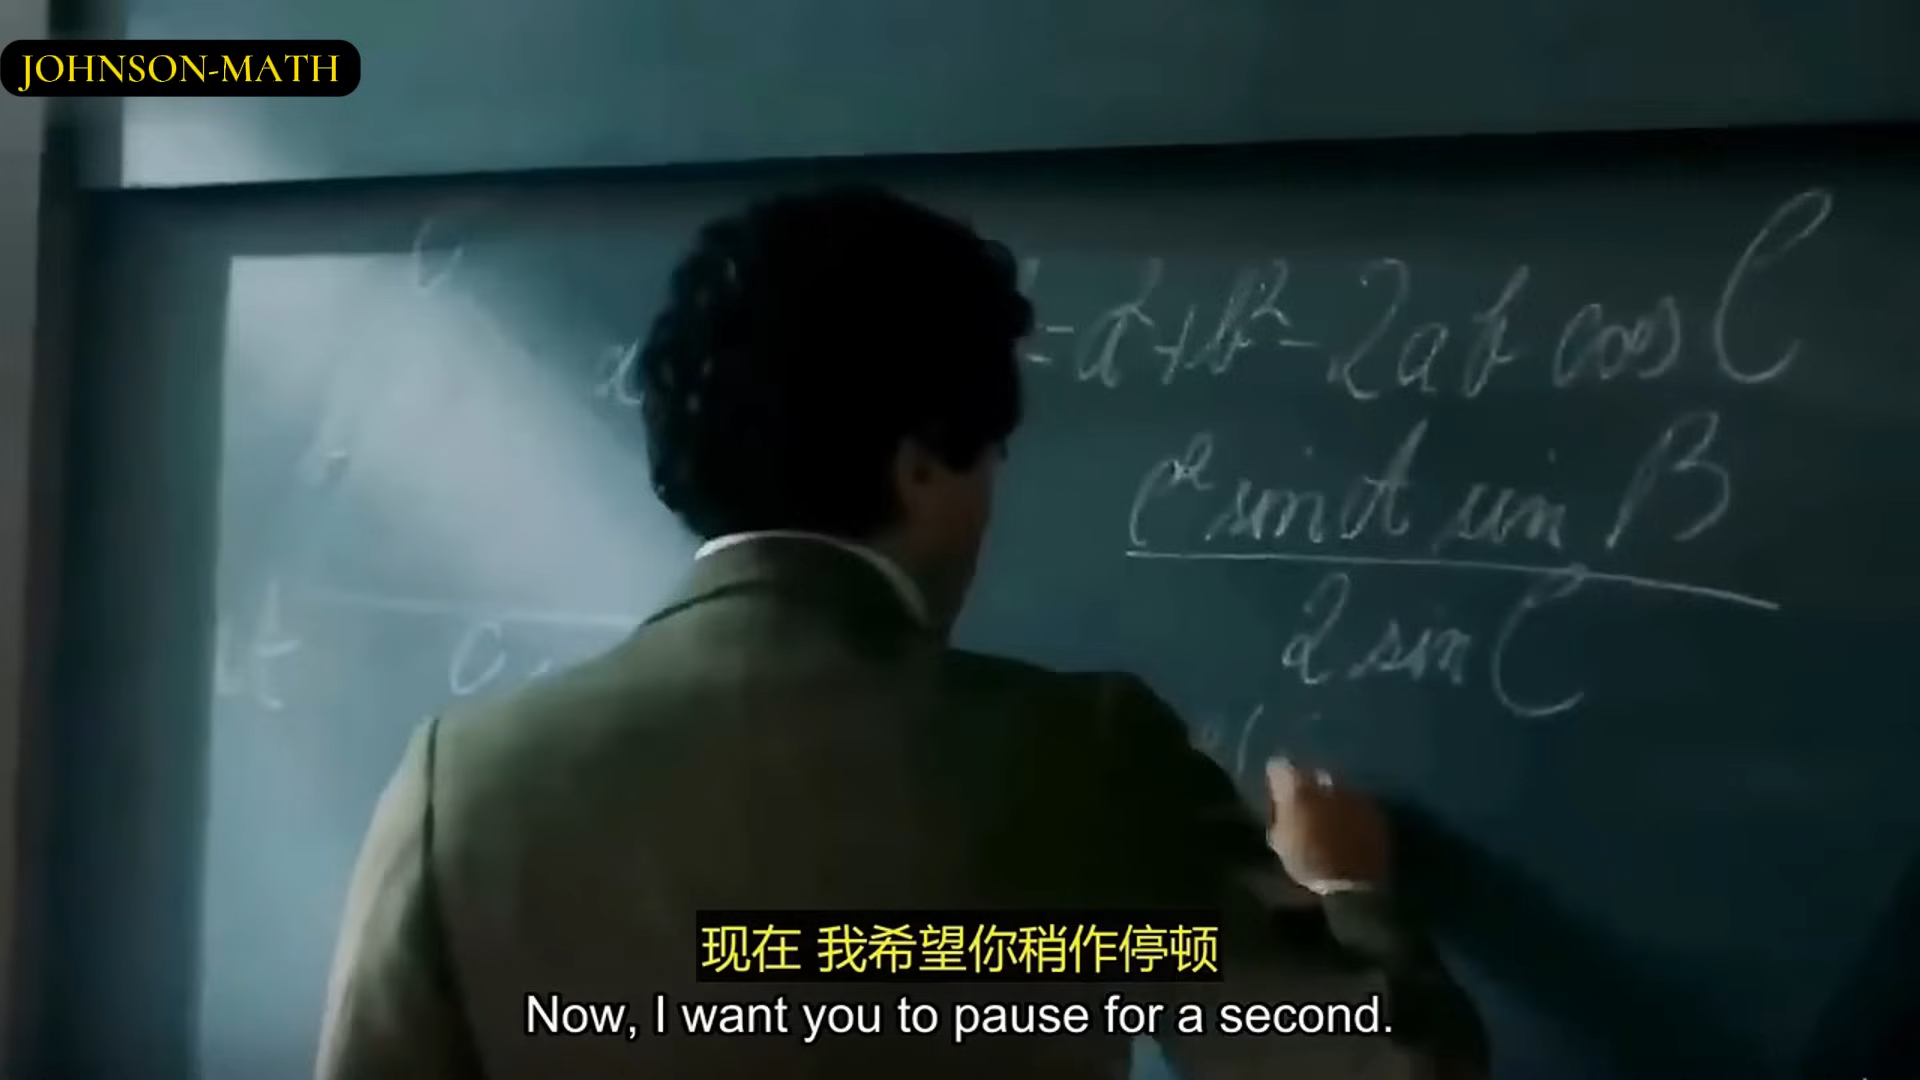 JOHNSON-MATH
C
a
= a² + b² - 2ab cos C
c² sin A sin B
2 sin C
A
c
现在 我希望你稍作停顿
Now, I want you to pause for a second.